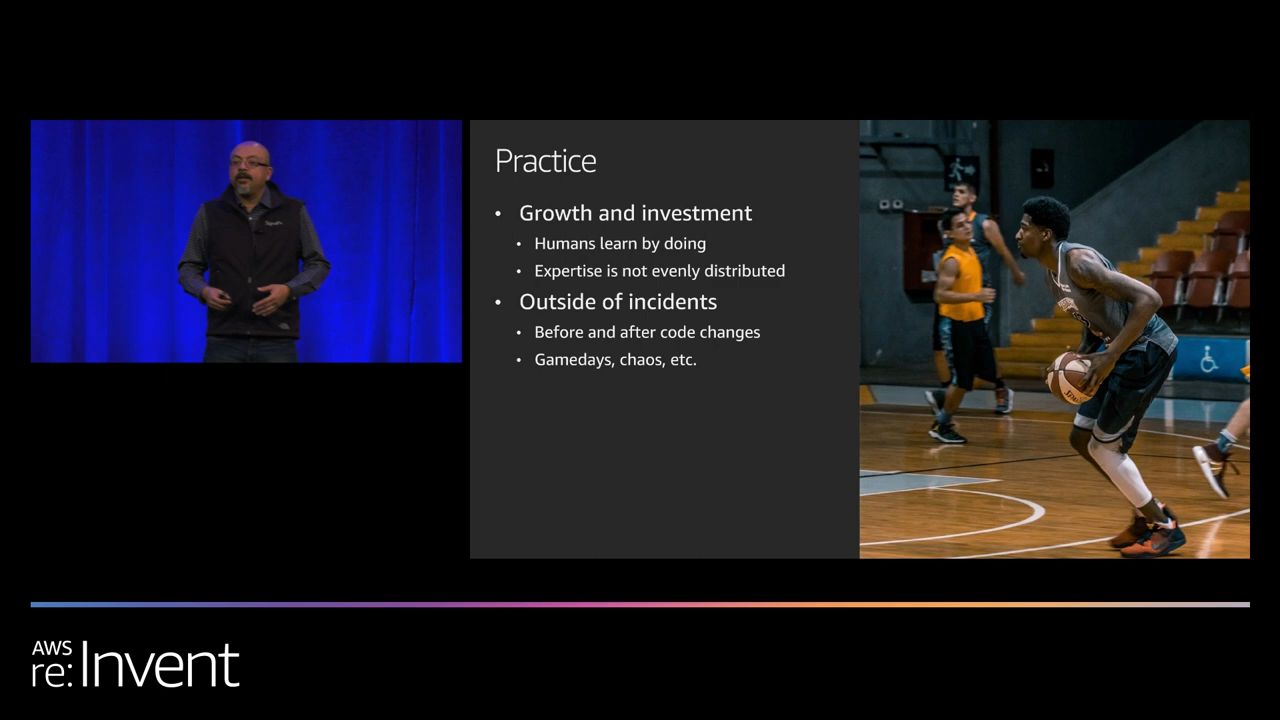 Practice
• Growth and investment
• Humans learn by doing
• Expertise is not evenly distributed
• Outside of incidents
• Before and after code changes
• Gamedays, chaos, etc.
AWS
re:Invent